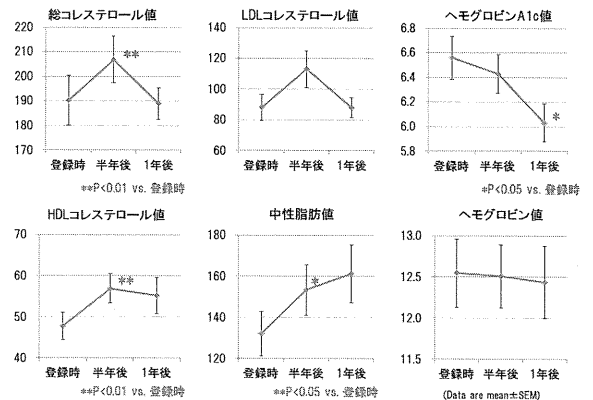 総コレステロール値
220
210
200
190
180
170
**
登録時 半年後 1年後
**P<0.01 vs. 登録時
LDLコレステロール値
140
120
100
80
60
登録時 半年後 1年後
ヘモグロビンA1c値
6.8
6.6
6.4
6.2
6.0
5.8
*
登録時 半年後 1年後
*P<0.05 vs. 登録時
HDLコレステロール値
70
60
50
40
**
登録時 半年後 1年後
**P<0.01 vs. 登録時
中性脂肪値
180
160
140
120
*
登録時 半年後 1年後
**P<0.05 vs. 登録時
ヘモグロビン値
13.0
12.5
12.0
11.5
登録時 半年後 1年後
(Data are mean±SEM)